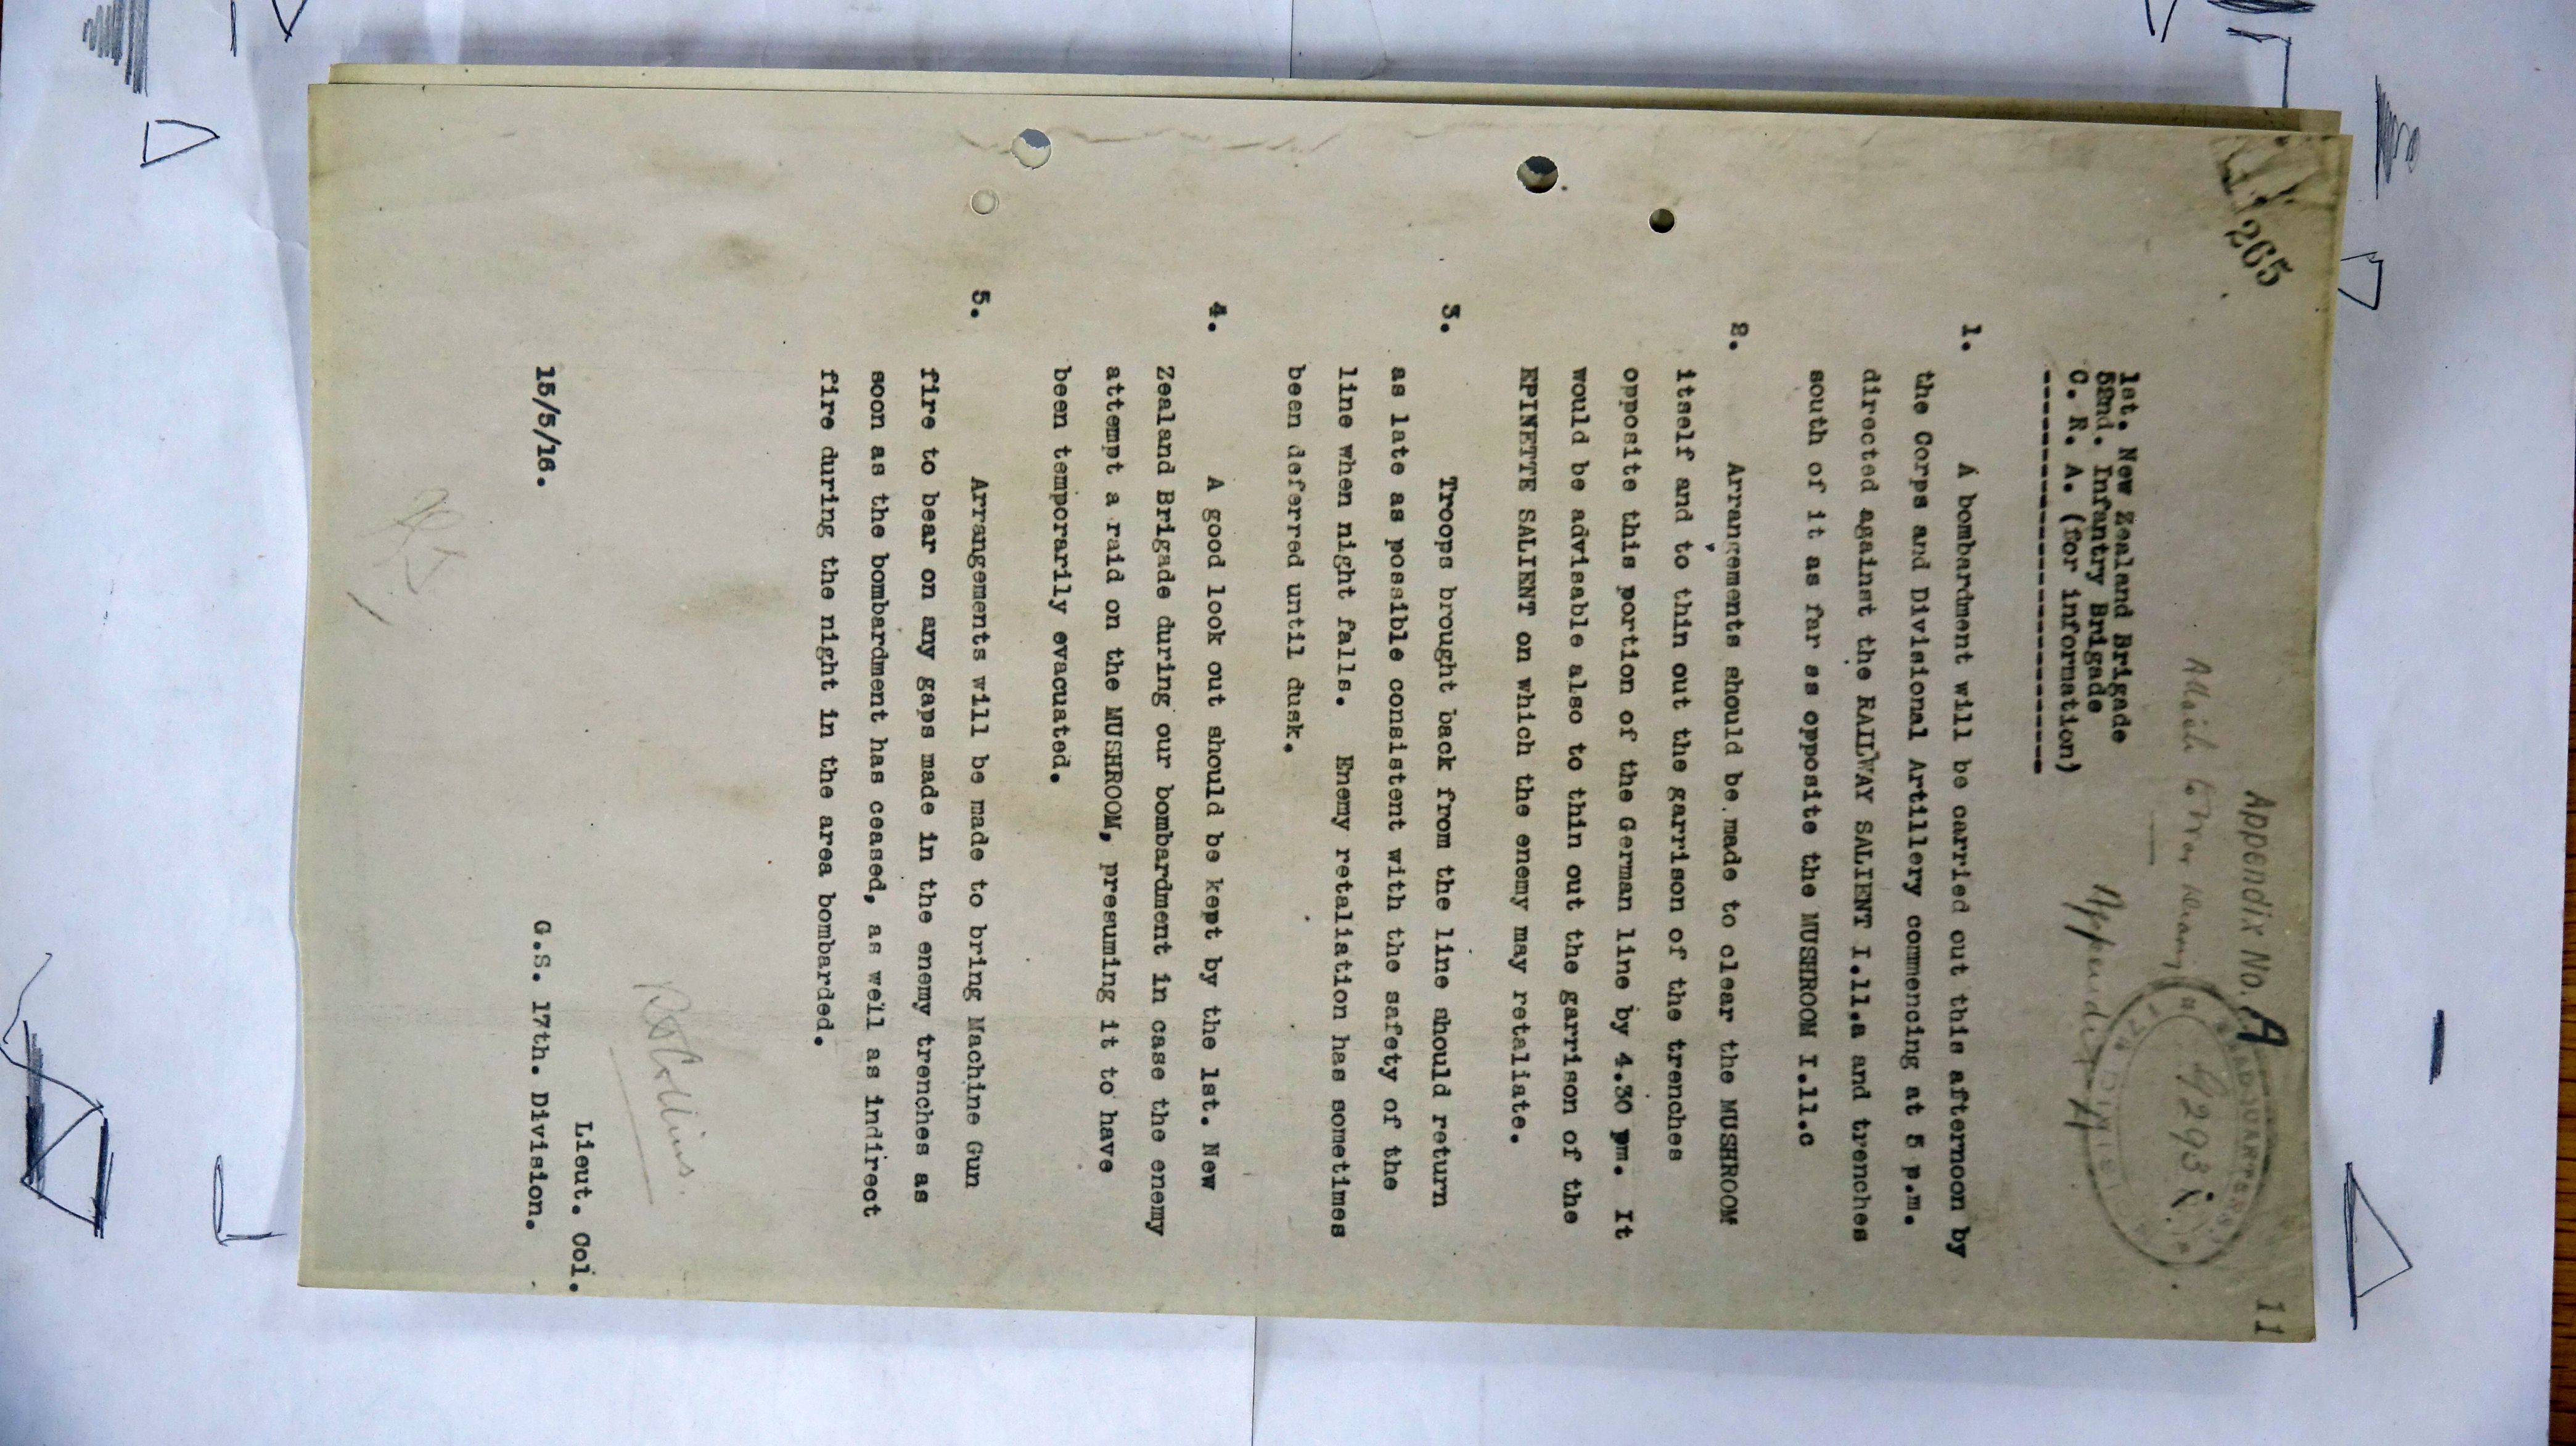 265
11
Appendix No. A
Attach to War Diary
HEADQUARTERS
17th DIVISION
Appendix A
1st. New Zealand Brigade
52nd. Infantry Brigade
C. R. A. (for information)
1. A bombardment will be carried out this afternoon by
the Corps and Divisional Artillery commencing at 5 p.m.
directed against the RAILWAY SALIENT I.11.a and trenches
south of it as far as opposite the MUSHROOM I.11.c
2. Arrangements should be made to clear the MUSHROOM
itself and to thin out the garrison of the trenches
opposite this portion of the German line by 4.30 pm. It
would be advisable also to thin out the garrison of the
EPINETTE SALIENT on which the enemy may retaliate.
3. Troops brought back from the line should return
as late as possible consistent with the safety of the
line when night falls. Enemy retaliation has sometimes
been deferred until dusk.
4. A good look out should be kept by the 1st. New
Zealand Brigade during our bombardment in case the enemy
attempt a raid on the MUSHROOM, presuming it to have
been temporarily evacuated.
5. Arrangements will be made to bring Machine Gun
fire to bear on any gaps made in the enemy trenches as
soon as the bombardment has ceased, as well as indirect
fire during the night in the area bombarded.
Collins.
Lieut. Col.
15/5/16. G.S. 17th. Division.